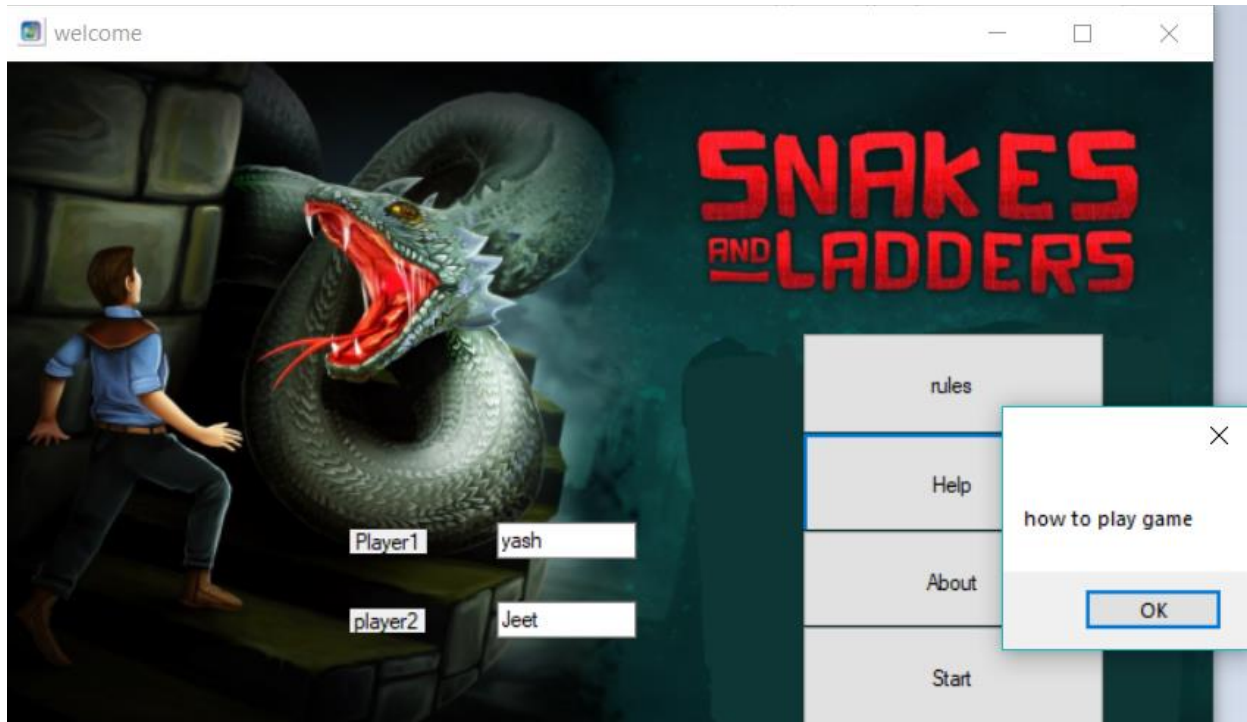 welcome
SNAKES
AND LADDERS
rules
Help
how to play game
Player1
yash
About
OK
player2
Jeet
Start